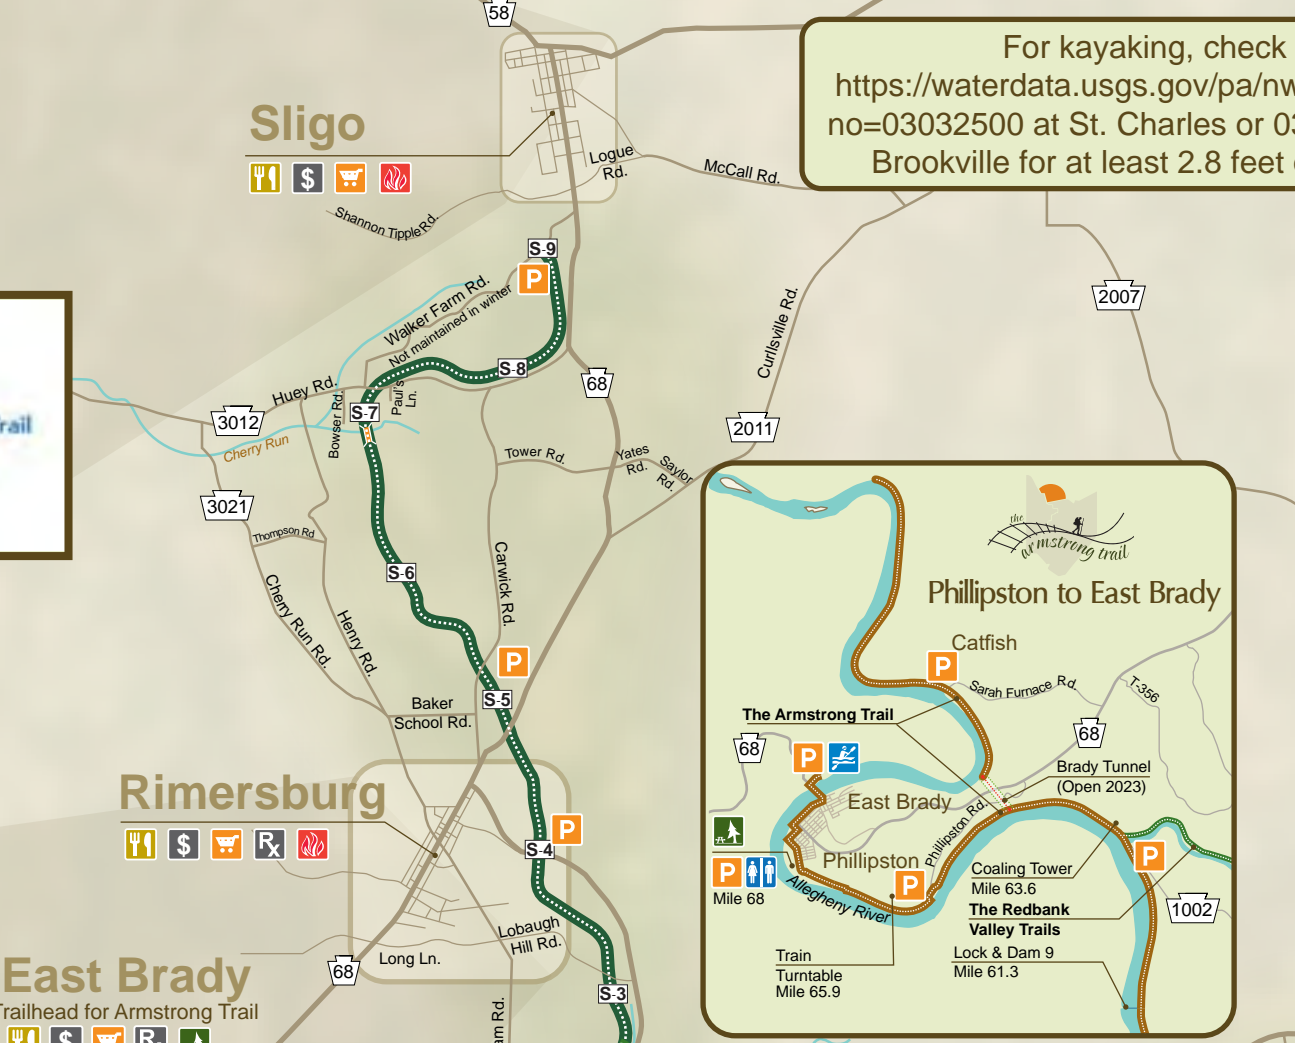 58
For kayaking, check
https://waterdata.usgs.gov/pa/nw
no=03032500 at St. Charles or 03
Brookville for at least 2.8 feet
Sligo
$
Logue
Rd.
McCall Rd.
Shannon Tipple Rd.
S-9
P
Walker Farm Rd.
Not maintained in winter
2007
Curllsville Rd.
S-8
68
Huey Rd.
Paul's
Ln.
Bowser Rd.
S-7
3012
rail
2011
Cherry Run
Tower Rd.
Yates
Rd.
Saylor
Rd.
3021
Thompson Rd
S-6
Carwick Rd.
Cherry Run Rd.
Henry Rd.
P
S-5
Baker
School Rd.
Rimersburg
$
Rx
P
S-4
Lobaugh
Hill Rd.
Long Ln.
68
East Brady
Trailhead for Armstrong Trail
$
R
S-3
am Rd.
the
armstrong trail
Phillipston to East Brady
Catfish
P
Sarah Furnace Rd.
T-356
The Armstrong Trail
68
68
P
Brady Tunnel
(Open 2023)
East Brady
Phillipston Rd.
Phillipston
P
P
P
Mile 68
Allegheny River
Coaling Tower
Mile 63.6
The Redbank
Valley Trails
1002
Train
Turntable
Mile 65.9
Lock & Dam 9
Mile 61.3